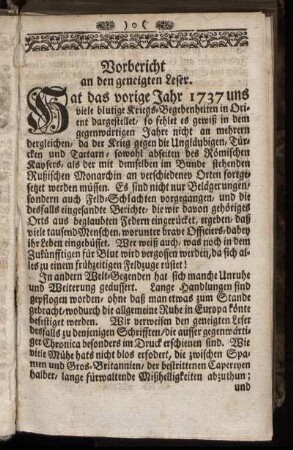 ) o (
Vorbericht
an den geneigten Leser.
Hat das vorige Jahr 1737 uns
viele blutige Kriegs-Begebenheiten in Ori-
ent dargestellet, so fehlet es gewiß in dem
gegenwärtigen Jahre nicht an mehrern
dergleichen, da der Krieg gegen die Ungläubigen, Tür-
cken und Tartarn, sowohl abseiten des Römischen
Kaysers, als der mit demselben im Bunde stehenden
Rußischen Monarchin an verschiedener Orten fortge-
setzet werden müssen. Es sind nicht nur Belägerungen,
sondern auch Feld-Schlachten vorgegangen, und die
desfalls eingesandte Berichte, die wir davon gehöriges
Orts aus beglaubten Federn eingerücket, ergeben, daß
viele tausend Menschen, worunter brave Officiers, dabey
ihr Leben eingebüsset. Wer weiß auch, was noch in dem
Zukünfftigen für Blut wird vergossen werden, da sich al-
les zu einem frühzeitigen Feldzuge rüstet!
In andern Welt-Gegenden hat sich manche Unruhe
und Weiterung geäussert. Lange Handlungen sind
gepflogen worden, ohne daß man etwas zum Stande
gebracht, wodurch die allgemeine Ruhe in Europa könte
befestiget werden. Wir verweisen den geneigten Leser
desfalls zu denjenigen Schrifften, die ausser gegenwärti-
ger Chronica besonders im Druck erschienen sind. Wie
viele Mühe hats nicht blos erfodert, die zwischen Spa-
nien und Gros-Britannien, der bestrittenen Capereyen
halber, lange fürwaltende Mißhelligkeiten abzuthun;
und